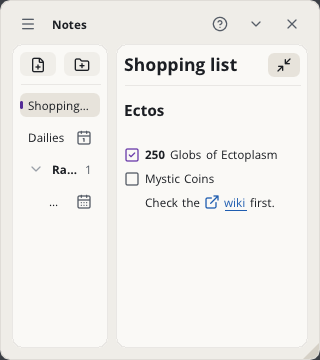 Notes
Shopping...
Dailies
Ra... 1
...
Shopping list
Ectos
250 Globs of Ectoplasm
Mystic Coins
Check the wiki first.